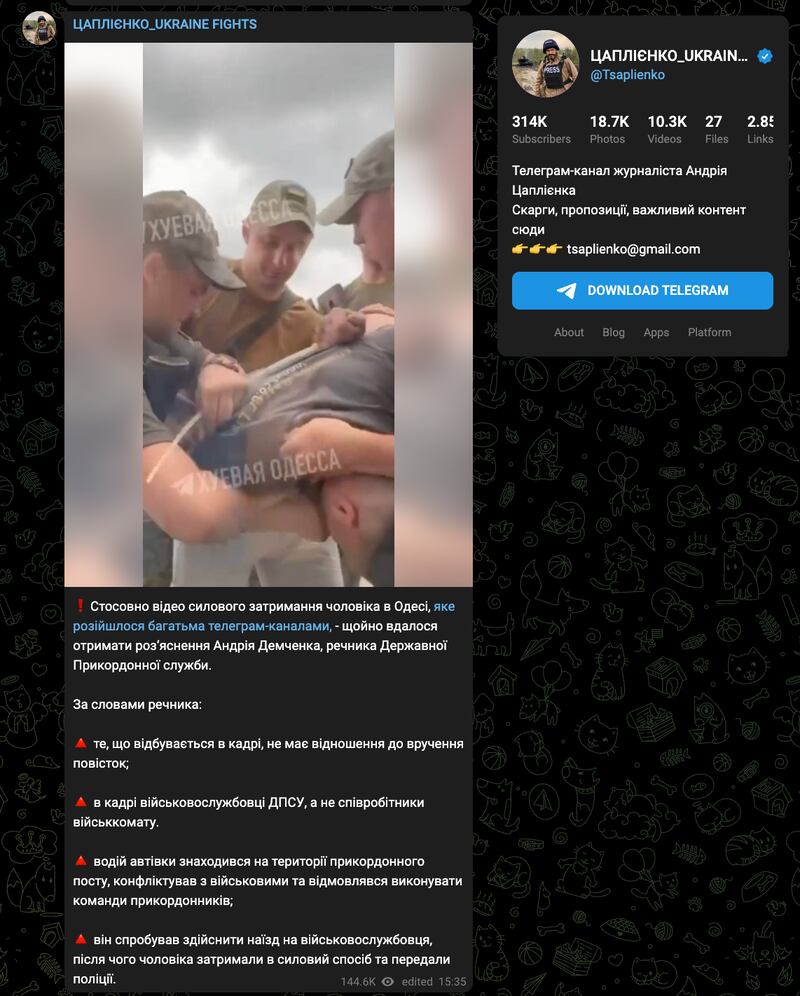 ЦАПЛІЄНКО_UKRAINE FIGHTS
ХУЕВАЯ ОДЕССА
ХУЕВАЯ ОДЕССА
❗ Стосовно відео силового затримання чоловіка в Одесі, яке
розійшлося багатьма телеграм-каналами, - щойно вдалося
отримати роз’яснення Андрія Демченка, речника Державної
Прикордонної служби.
За словами речника:
🔺 те, що відбувається в кадрі, не має відношення до вручення
повісток;
🔺 в кадрі військовослужбовці ДПСУ, а не співробітники
військкомату.
🔺 водій автівки знаходився на території прикордонного
посту, конфліктував з військовими та відмовлявся виконувати
команди прикордонників;
🔺 він спробував здійснити наїзд на військовослужбовця,
після чого чоловіка затримали в силовий спосіб та передали
поліції.
144.6K edited 15:35
PRESS
ЦАПЛІЄНКО_UKRAIN...
@Tsaplienko
314K 18.7K 10.3K 27
Subscribers Photos Videos Files Links
Телеграм-канал журналіста Андрія
Цаплієнка
Скарги, пропозиції, важливий контент
сюди
👉👉👉 tsaplienko@gmail.com
DOWNLOAD TELEGRAM
About Blog Apps Platform